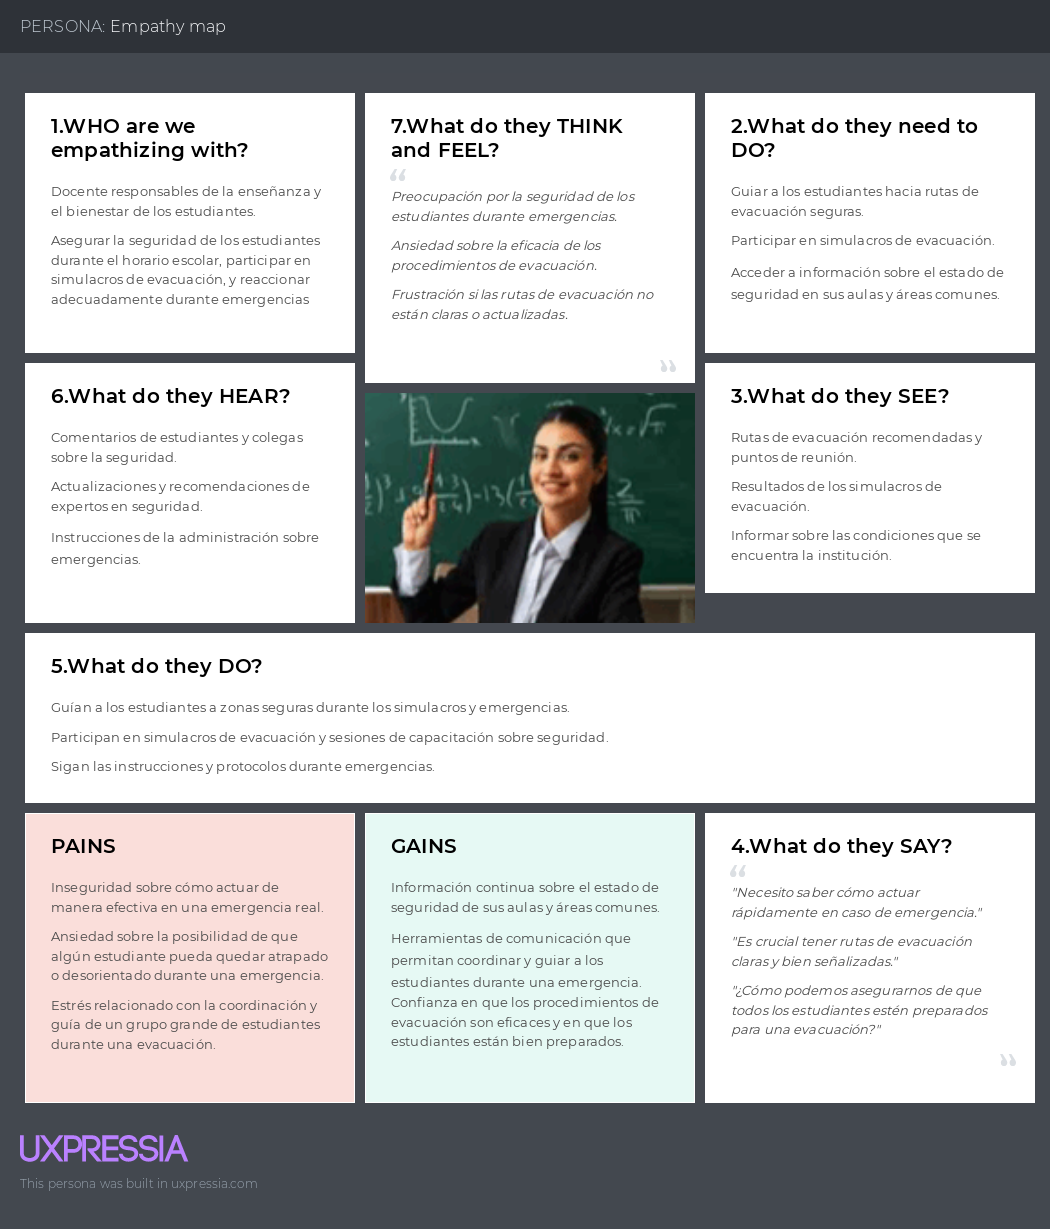 PERSONA: Empathy map
1.WHO are we
empathizing with?
Docente responsables de la enseñanza y
el bienestar de los estudiantes.
Asegurar la seguridad de los estudiantes
durante el horario escolar, participar en
simulacros de evacuación, y reaccionar
adecuadamente durante emergencias
7.What do they THINK
and FEEL?
“
Preocupación por la seguridad de los
estudiantes durante emergencias.
Ansiedad sobre la eficacia de los
procedimientos de evacuación.
Frustración si las rutas de evacuación no
están claras o actualizadas.
”
2.What do they need to
DO?
Guiar a los estudiantes hacia rutas de
evacuación seguras.
Participar en simulacros de evacuación.
Acceder a información sobre el estado de
seguridad en sus aulas y áreas comunes.
6.What do they HEAR?
Comentarios de estudiantes y colegas
sobre la seguridad.
Actualizaciones y recomendaciones de
expertos en seguridad.
Instrucciones de la administración sobre
emergencias.
3.What do they SEE?
Rutas de evacuación recomendadas y
puntos de reunión.
Resultados de los simulacros de
evacuación.
Informar sobre las condiciones que se
encuentra la institución.
5.What do they DO?
Guían a los estudiantes a zonas seguras durante los simulacros y emergencias.
Participan en simulacros de evacuación y sesiones de capacitación sobre seguridad.
Sigan las instrucciones y protocolos durante emergencias.
PAINS
Inseguridad sobre cómo actuar de
manera efectiva en una emergencia real.
Ansiedad sobre la posibilidad de que
algún estudiante pueda quedar atrapado
o desorientado durante una emergencia.
Estrés relacionado con la coordinación y
guía de un grupo grande de estudiantes
durante una evacuación.
GAINS
Información continua sobre el estado de
seguridad de sus aulas y áreas comunes.
Herramientas de comunicación que
permitan coordinar y guiar a los
estudiantes durante una emergencia.
Confianza en que los procedimientos de
evacuación son eficaces y en que los
estudiantes están bien preparados.
4.What do they SAY?
“
"Necesito saber cómo actuar
rápidamente en caso de emergencia."
"Es crucial tener rutas de evacuación
claras y bien señalizadas."
"¿Cómo podemos asegurarnos de que
todos los estudiantes estén preparados
para una evacuación?"
”
UXPRESSIA
This persona was built in uxpressia.com